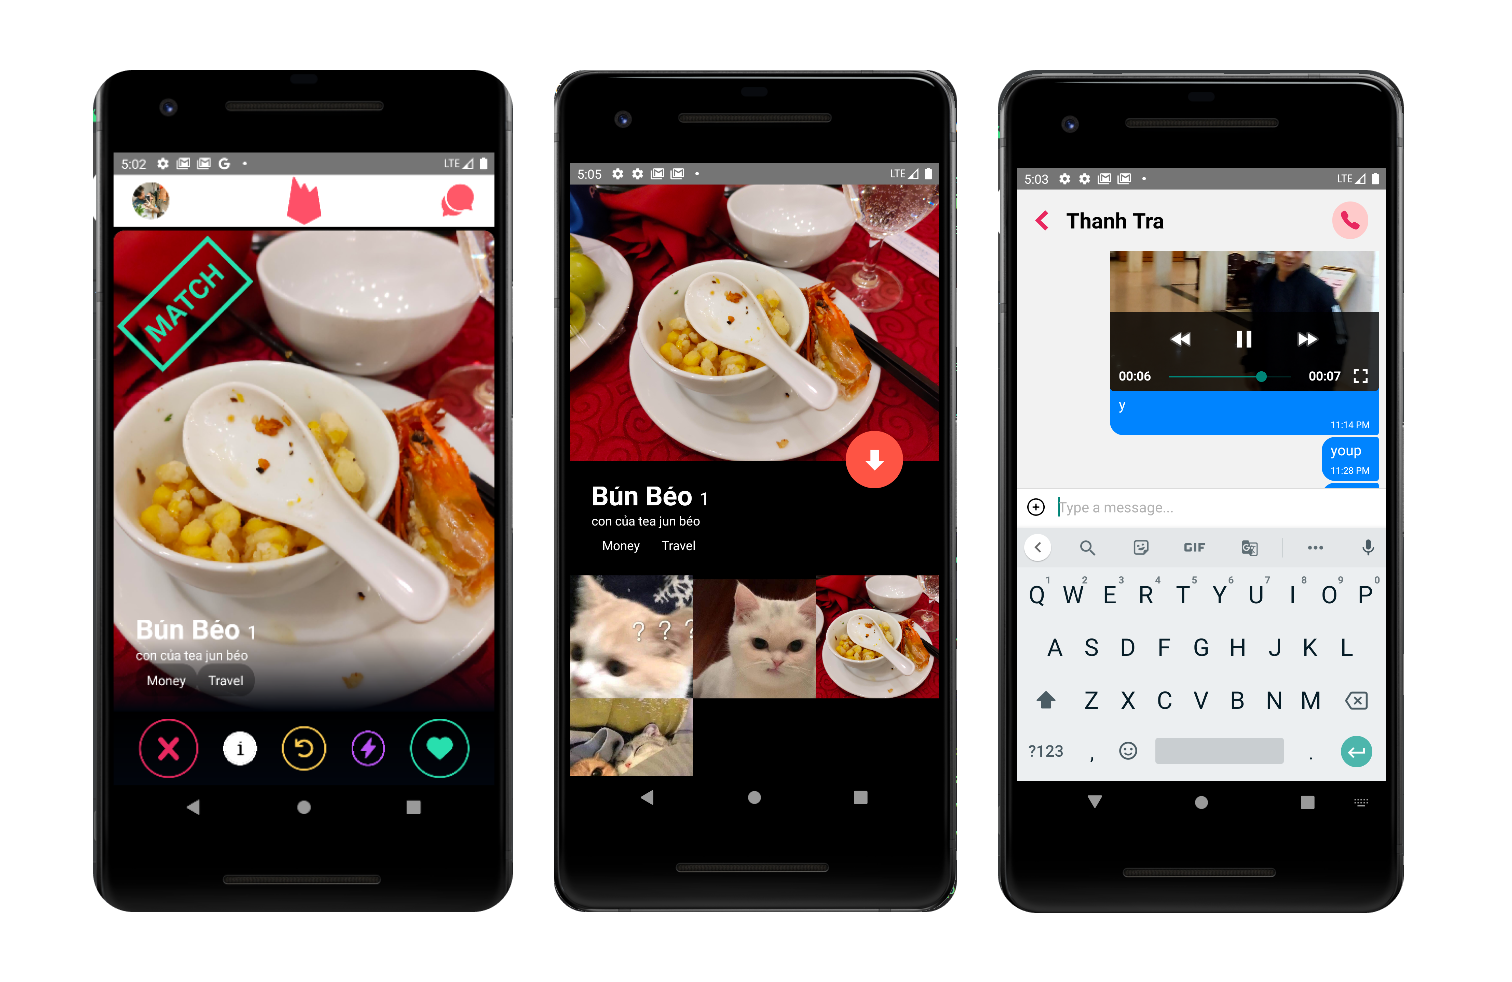 5:02
G
LTE
MATCH
Bún Béo 1
con của tea jun béo
Money Travel
i
5:05
LTE
Bún Béo 1
con của tea jun béo
Money Travel
? ? ?
5:03
LTE
Thanh Tra
00:06 00:07
y
11:14 PM
youp
11:28 PM
Type a message...
GIF
1 2 3 4 5 6 7 8 9 0
Q W E R T Y U I O P
A S D F G H J K L
Z X C V B N M
?123 , .